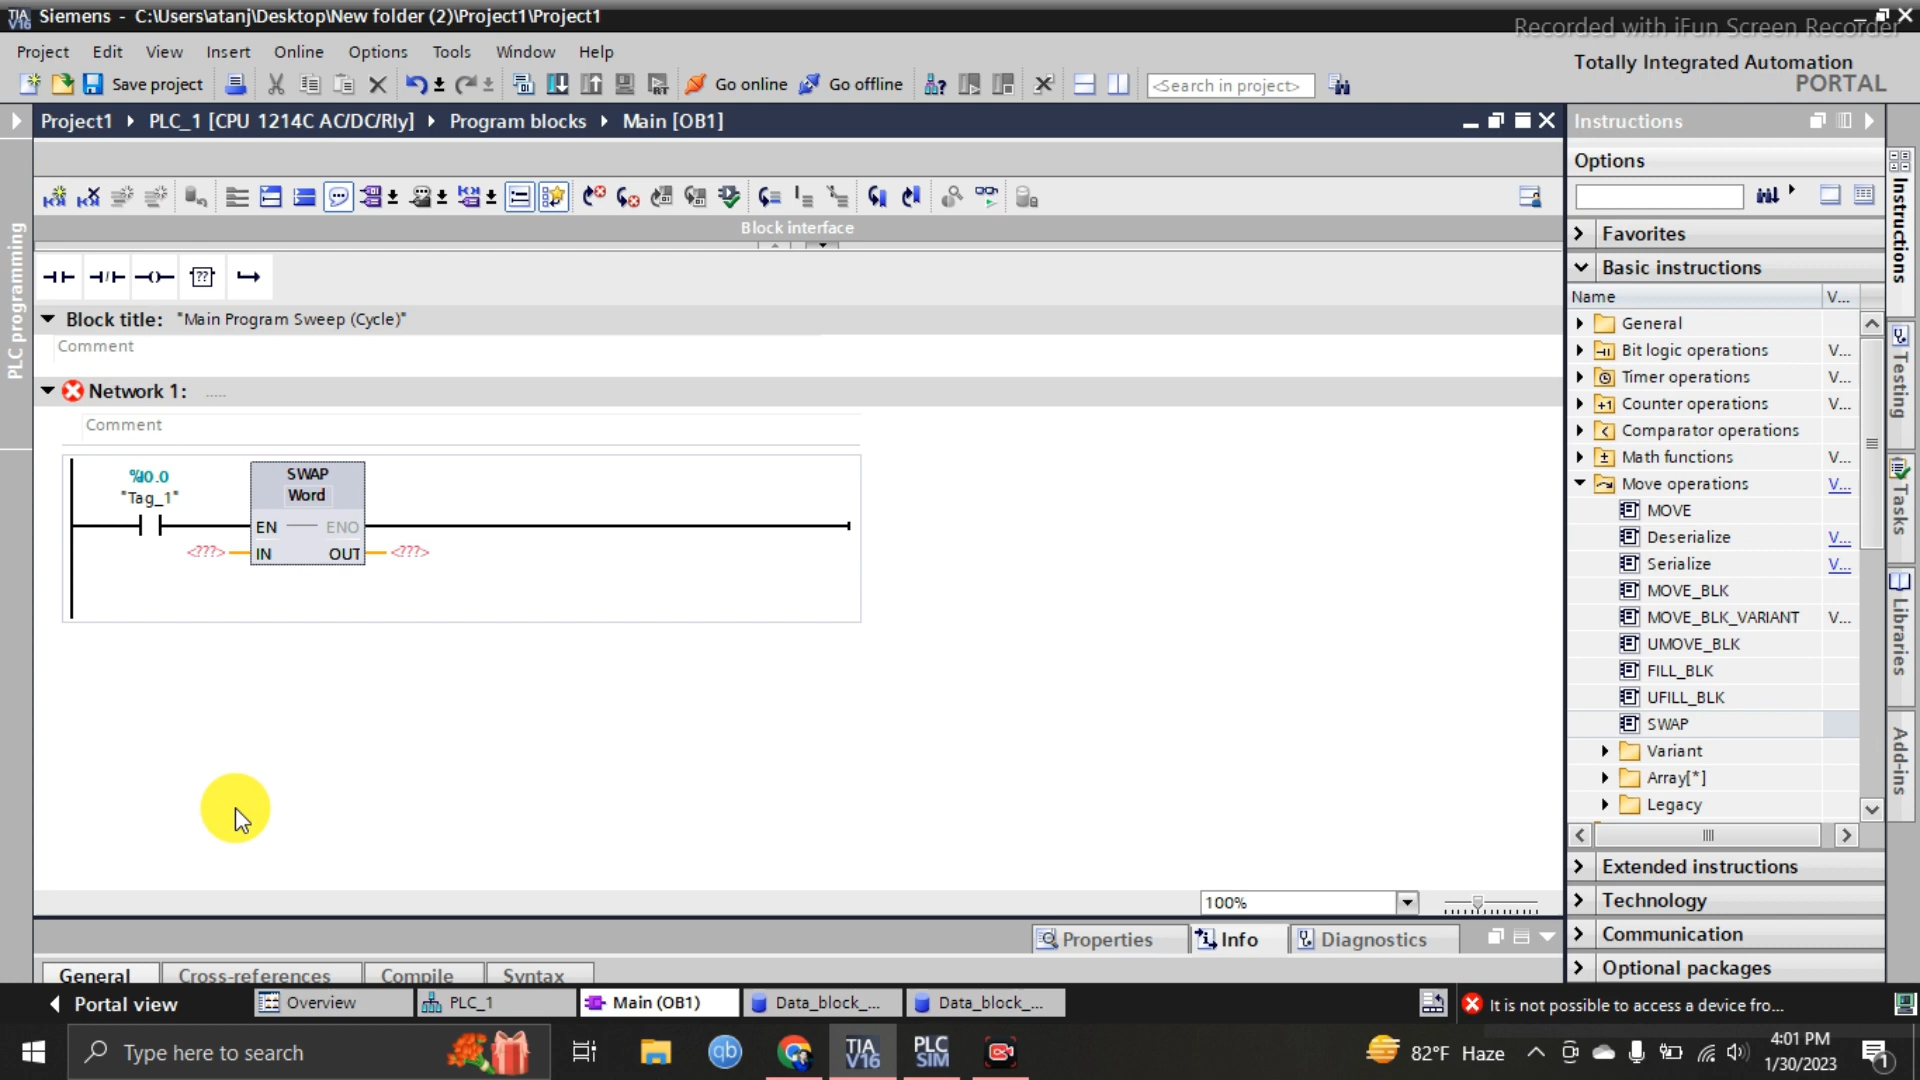 Siemens - C:\Users\atanj\Desktop\New folder (2)\Project1\Project1
Recorded with iFun Screen Recorder
Project Edit View Insert Online Options Tools Window Help
Totally Integrated Automation
PORTAL
Save project
Go online
Go offline
<Search in project>
Project1 PLC_1 [CPU 1214C AC/DC/Rly] Program blocks Main [OB1]
Instructions
Options
Block interface
Favorites
Basic instructions
Name V...
General
Bit logic operations V...
Timer operations V...
Counter operations V...
Comparator operations
Math functions V...
Move operations V...
MOVE
Deserialize V...
Serialize V...
MOVE_BLK
MOVE_BLK_VARIANT V...
UMOVE_BLK
FILL_BLK
UFILL_BLK
SWAP
Variant
Array[*]
Legacy
Extended instructions
Technology
Communication
Optional packages
Instructions
Testing
Tasks
Libraries
Add-ins
PLC programming
??
Block title: "Main Program Sweep (Cycle)"
Comment
Network 1: .....
Comment
%I0.0
"Tag_1"
SWAP
Word
EN ENO
<???> IN OUT <???>
100%
Properties Info Diagnostics
General Cross-references Compile Syntax
Portal view Overview PLC_1 Main (OB1) Data_block_... Data_block_... It is not possible to access a device fro...
Type here to search
qb
TIA V16
PLC SIM
82°F Haze
4:01 PM
1/30/2023
1